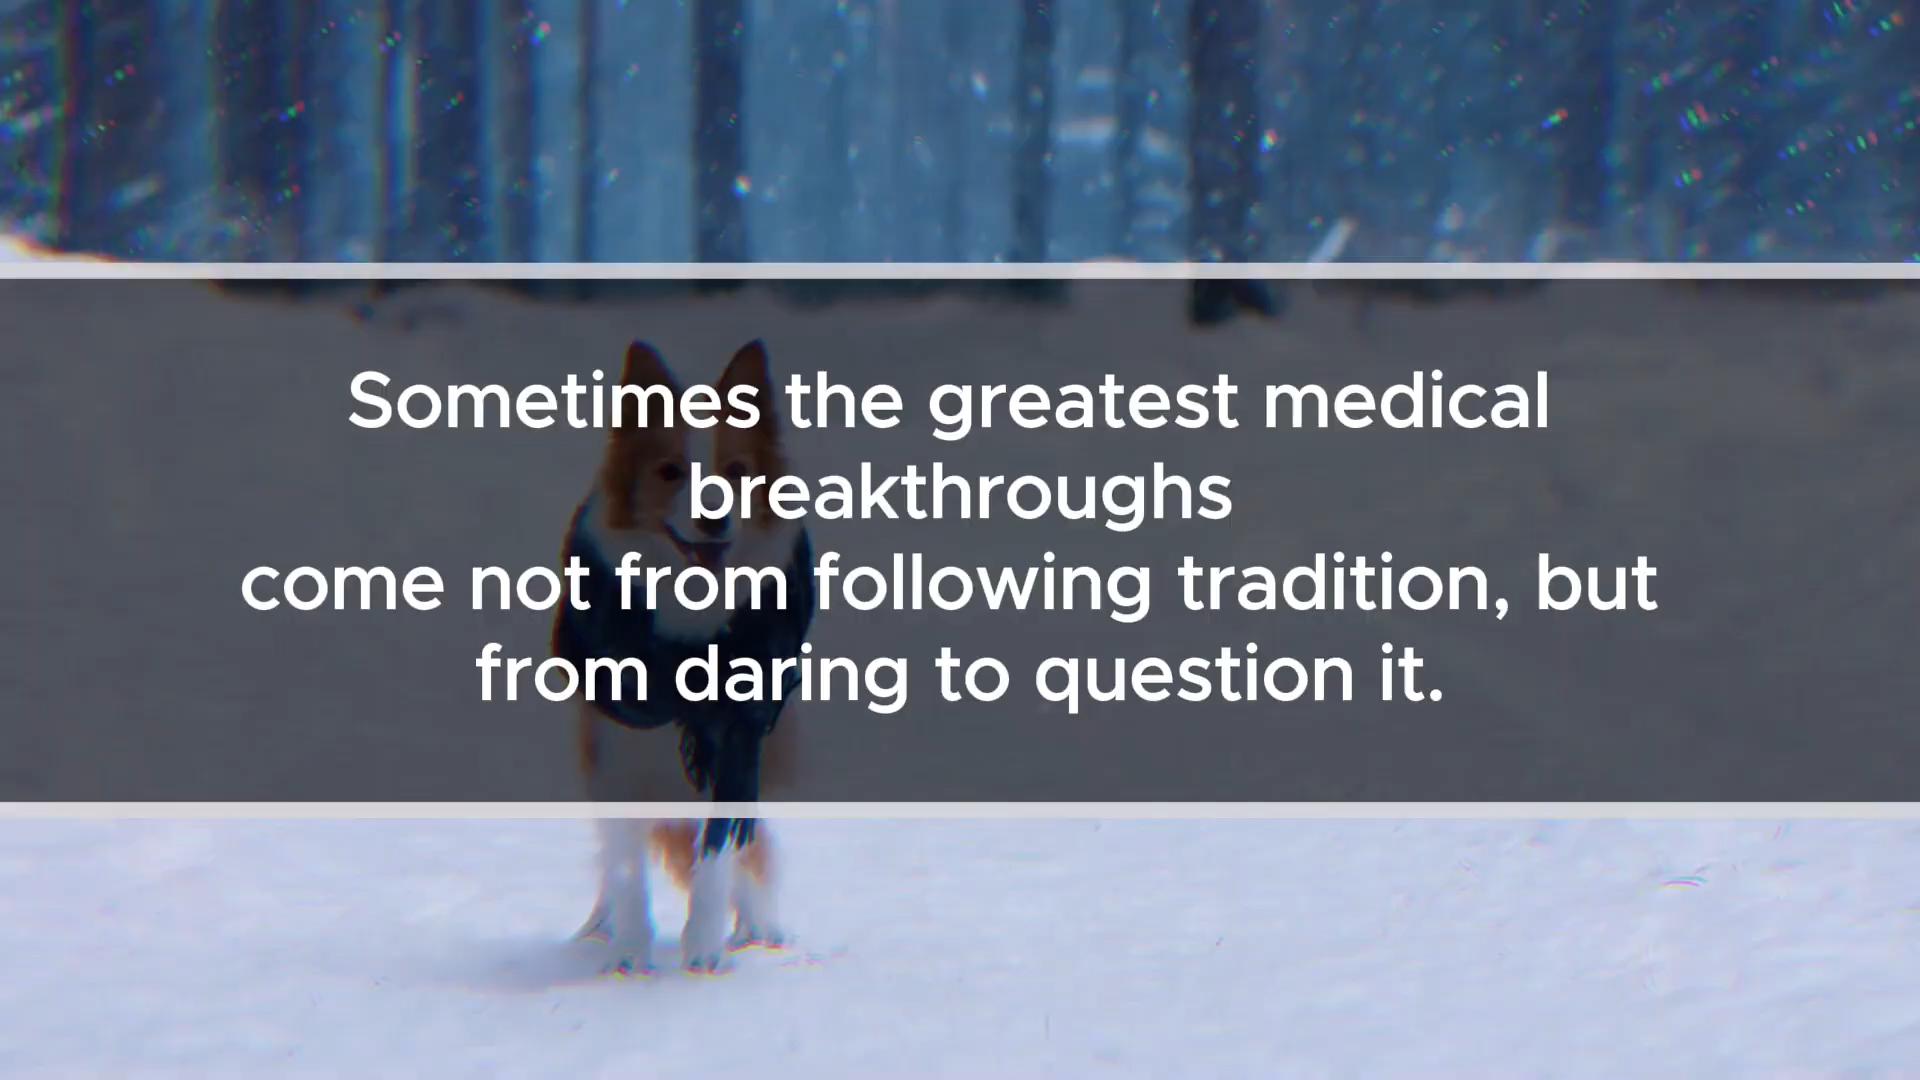 Sometimes the greatest medical
breakthroughs
come not from following tradition, but
from daring to question it.